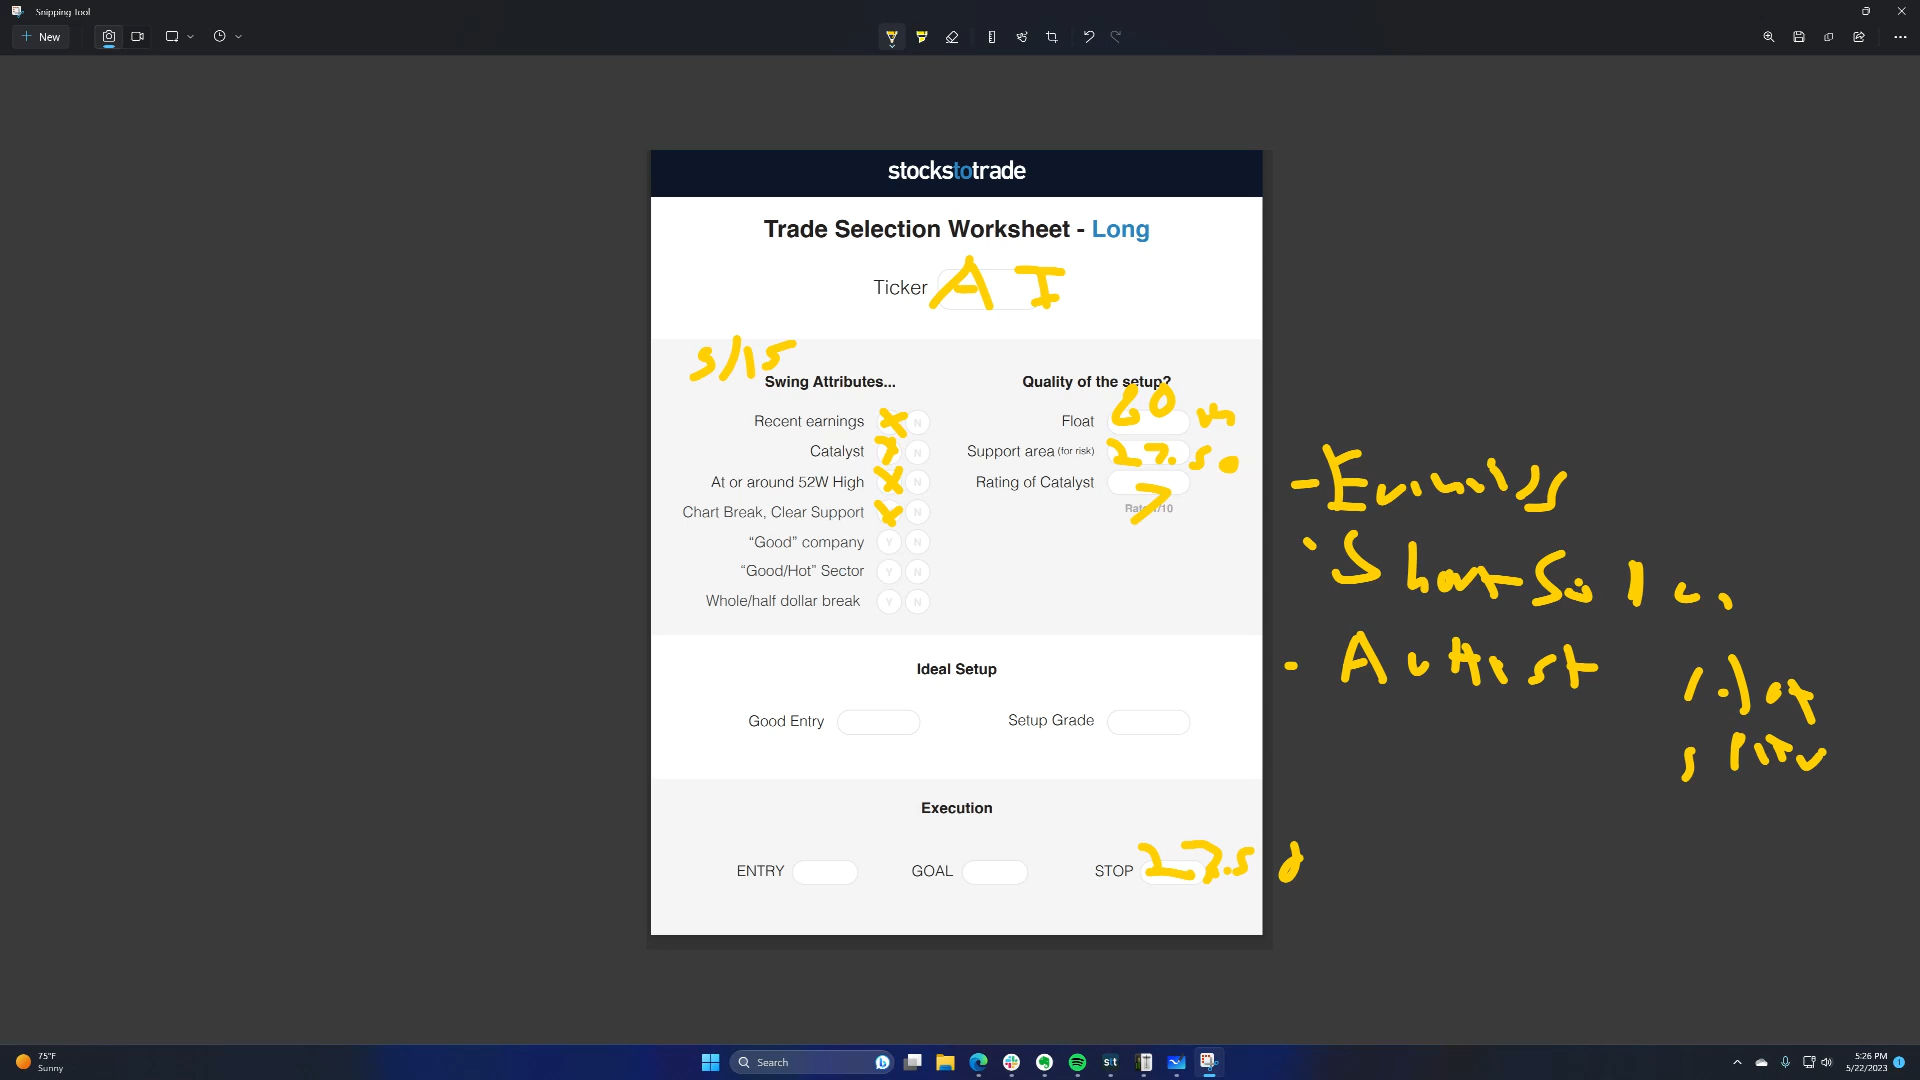 Snipping Tool
New
stockstotrade
Trade Selection Worksheet - Long
Ticker A I
5/15
Swing Attributes...
Recent earnings X N
Catalyst Y N
At or around 52W High X N
Chart Break, Clear Support Y N
"Good" company Y N
"Good/Hot" Sector Y N
Whole/half dollar break Y N
Quality of the setup?
Float 60 m
Support area (for risk) 27.50
Rating of Catalyst 7
/10
- Earnings
Short
-
Ideal Setup
Good Entry
Setup Grade
Execution
ENTRY
GOAL
STOP 27.50
75°F
Sunny
Search
5:26 PM
5/22/2023